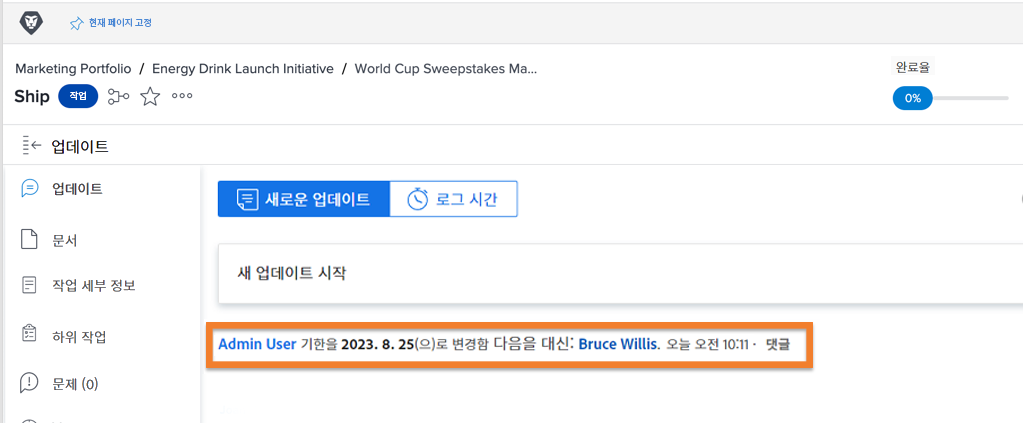 현재 페이지 고정
Marketing Portfolio / Energy Drink Launch Initiative / World Cup Sweepstakes Ma...
완료율
Ship 작업
0%
업데이트
업데이트
새로운 업데이트 로그 시간
문서
새 업데이트 시작
작업 세부 정보
하위 작업
Admin User 기한을 2023. 8. 25(으)로 변경함 다음을 대신: Bruce Willis. 오늘 오전 10:11 · 댓글
문제 (0)